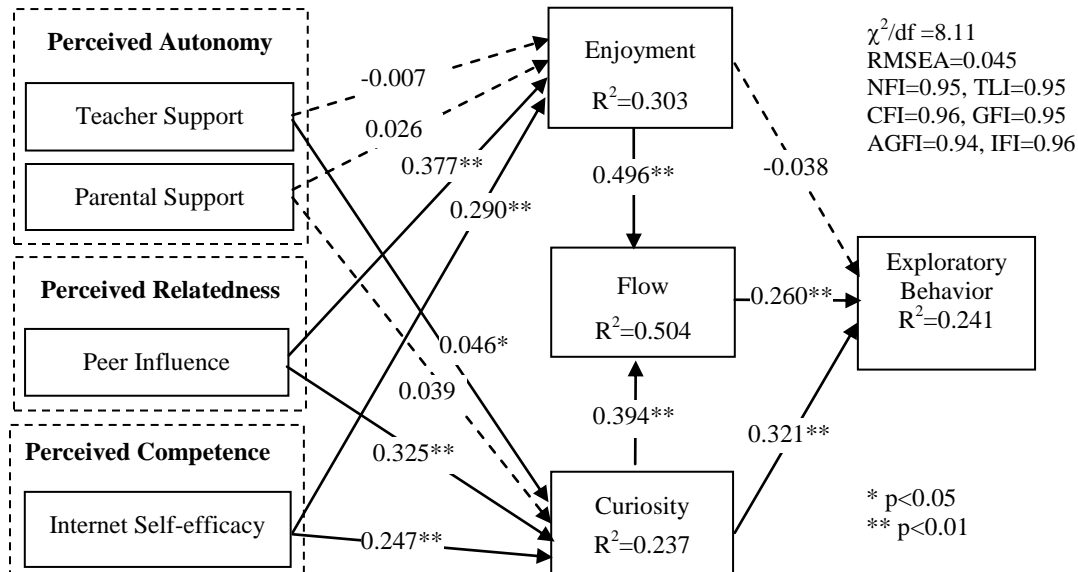 Perceived Autonomy
Teacher Support
Parental Support
Perceived Relatedness
Peer Influence
Perceived Competence
Internet Self-efficacy
-0.007
0.026
0.377**
0.290**
0.046*
0.039
0.325**
0.247**
Enjoyment
R²=0.303
0.496**
Flow
R²=0.504
0.394**
Curiosity
R²=0.237
-0.038
0.260**
0.321**
Exploratory
Behavior
R²=0.241
χ²/df =8.11
RMSEA=0.045
NFI=0.95, TLI=0.95
CFI=0.96, GFI=0.95
AGFI=0.94, IFI=0.96
* p<0.05
** p<0.01